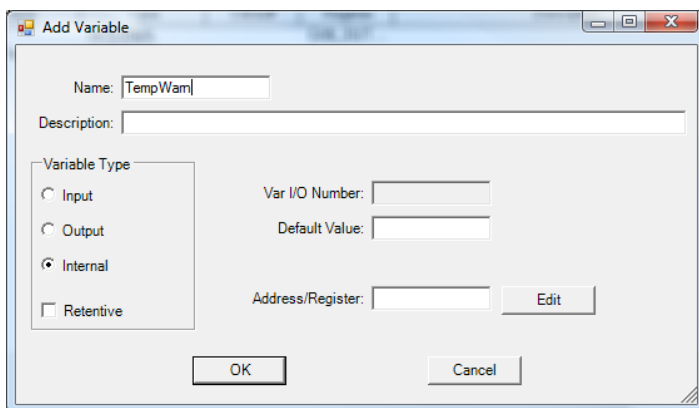 Add Variable
Name: TempWarn
Description:
Variable Type
Input
Output
Internal
Retentive
Var I/O Number:
Default Value:
Address/Register:
Edit
OK
Cancel